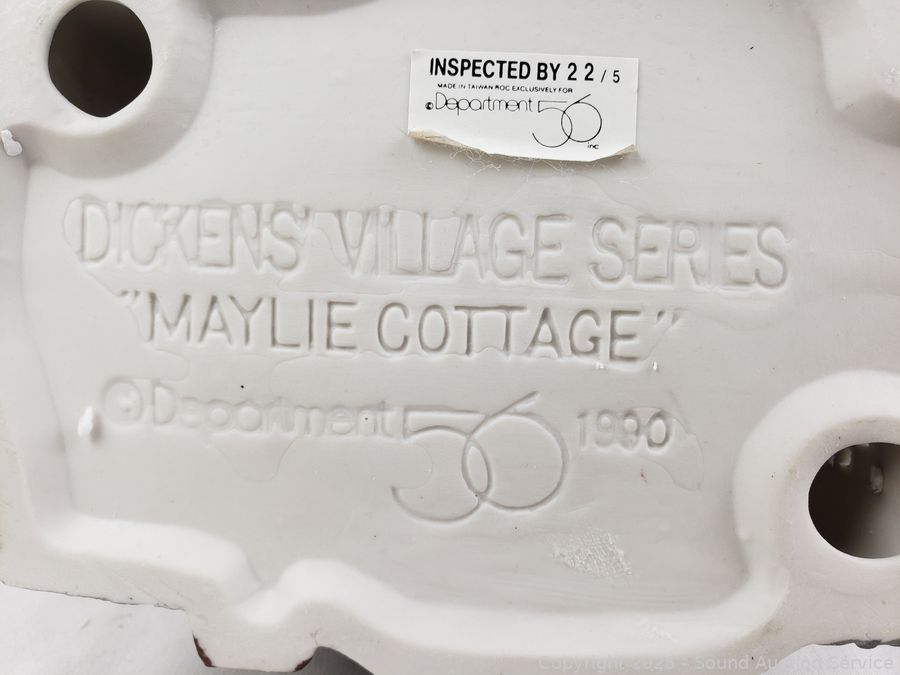 INSPECTED BY 22/5
MADE IN TAIWAN ROC EXCLUSIVELY FOR
©Department 56
inc
DICKENS' VILLAGE SERIES
"MAYLIE COTTAGE"
©Department 56 1990
Copyright 2025 - Sound Auction Service